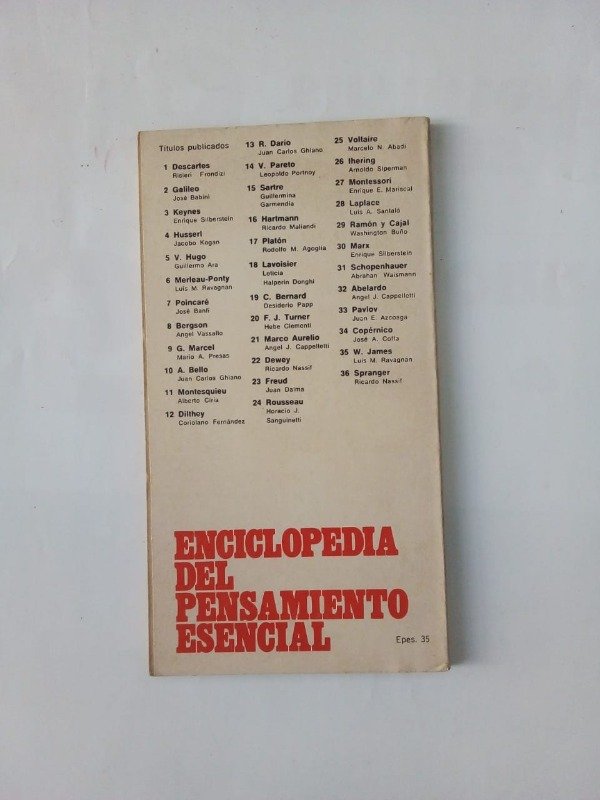 Títulos publicados
1 Descartes
Risieri Frondizi
2 Galileo
José Babini
3 Keynes
Enrique Silberstein
4 Husserl
Jacobo Kogan
5 V. Hugo
Guillermo Ara
6 Merleau-Ponty
Luis M. Ravagnan
7 Poincaré
José Banfi
8 Bergson
Angel Vassallo
9 G. Marcel
Mario A. Presas
10 A. Bello
Juan Carlos Ghiano
11 Montesquieu
Alberto Ciria
12 Dilthey
Coriolano Fernández
13 R. Darío
Juan Carlos Ghiano
14 V. Pareto
Leopoldo Portnoy
15 Sartre
Guillermina
Garmendia
16 Hartmann
Ricardo Maliandi
17 Platón
Rodolfo M. Agoglia
18 Lavoisier
Leticia
Halperin Donghi
19 C. Bernard
Desiderio Papp
20 F. J. Turner
Hebe Clementi
21 Marco Aurelio
Angel J. Cappelletti
22 Dewey
Ricardo Nassif
23 Freud
Juan Dalma
24 Rousseau
Horacio J.
Sanguinetti
25 Voltaire
Marcelo N. Abadi
26 Ihering
Arnoldo Siperman
27 Montessori
Enrique E. Mariscal
28 Laplace
Luis A. Santaló
29 Ramón y Cajal
Washington Buño
30 Marx
Enrique Silberstein
31 Schopenhauer
Abraham Waismann
32 Abelardo
Angel J. Cappelletti
33 Pavlov
Juan E. Azcoaga
34 Copérnico
José A. Coffa
35 W. James
Luis M. Ravagnan
36 Spranger
Ricardo Nassif
ENCICLOPEDIA
DEL
PENSAMIENTO
ESENCIAL
Epes. 35